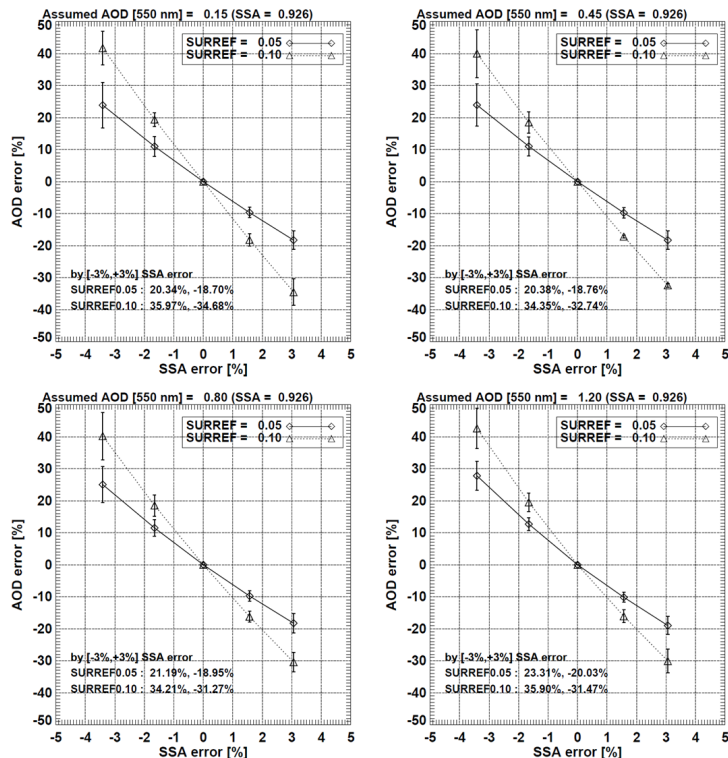 Assumed AOD [550 nm] = 0.15 (SSA = 0.926)
50
40
30
20
10
0
-10
-20
-30
-40
-50
AOD error [%]
SURREF = 0.05
SURREF = 0.10
by [-3%,+3%] SSA error
SURREF0.05 : 20.34%, -18.70%
SURREF0.10 : 35.97%, -34.68%
-5 -4 -3 -2 -1 0 1 2 3 4 5
SSA error [%]
Assumed AOD [550 nm] = 0.45 (SSA = 0.926)
50
40
30
20
10
0
-10
-20
-30
-40
-50
AOD error [%]
SURREF = 0.05
SURREF = 0.10
by [-3%,+3%] SSA error
SURREF0.05 : 20.38%, -18.76%
SURREF0.10 : 34.35%, -32.74%
-5 -4 -3 -2 -1 0 1 2 3 4 5
SSA error [%]
Assumed AOD [550 nm] = 0.80 (SSA = 0.926)
50
40
30
20
10
0
-10
-20
-30
-40
-50
AOD error [%]
SURREF = 0.05
SURREF = 0.10
by [-3%,+3%] SSA error
SURREF0.05 : 21.19%, -18.95%
SURREF0.10 : 34.21%, -31.27%
-5 -4 -3 -2 -1 0 1 2 3 4 5
SSA error [%]
Assumed AOD [550 nm] = 1.20 (SSA = 0.926)
50
40
30
20
10
0
-10
-20
-30
-40
-50
AOD error [%]
SURREF = 0.05
SURREF = 0.10
by [-3%,+3%] SSA error
SURREF0.05 : 23.31%, -20.03%
SURREF0.10 : 35.90%, -31.47%
-5 -4 -3 -2 -1 0 1 2 3 4 5
SSA error [%]